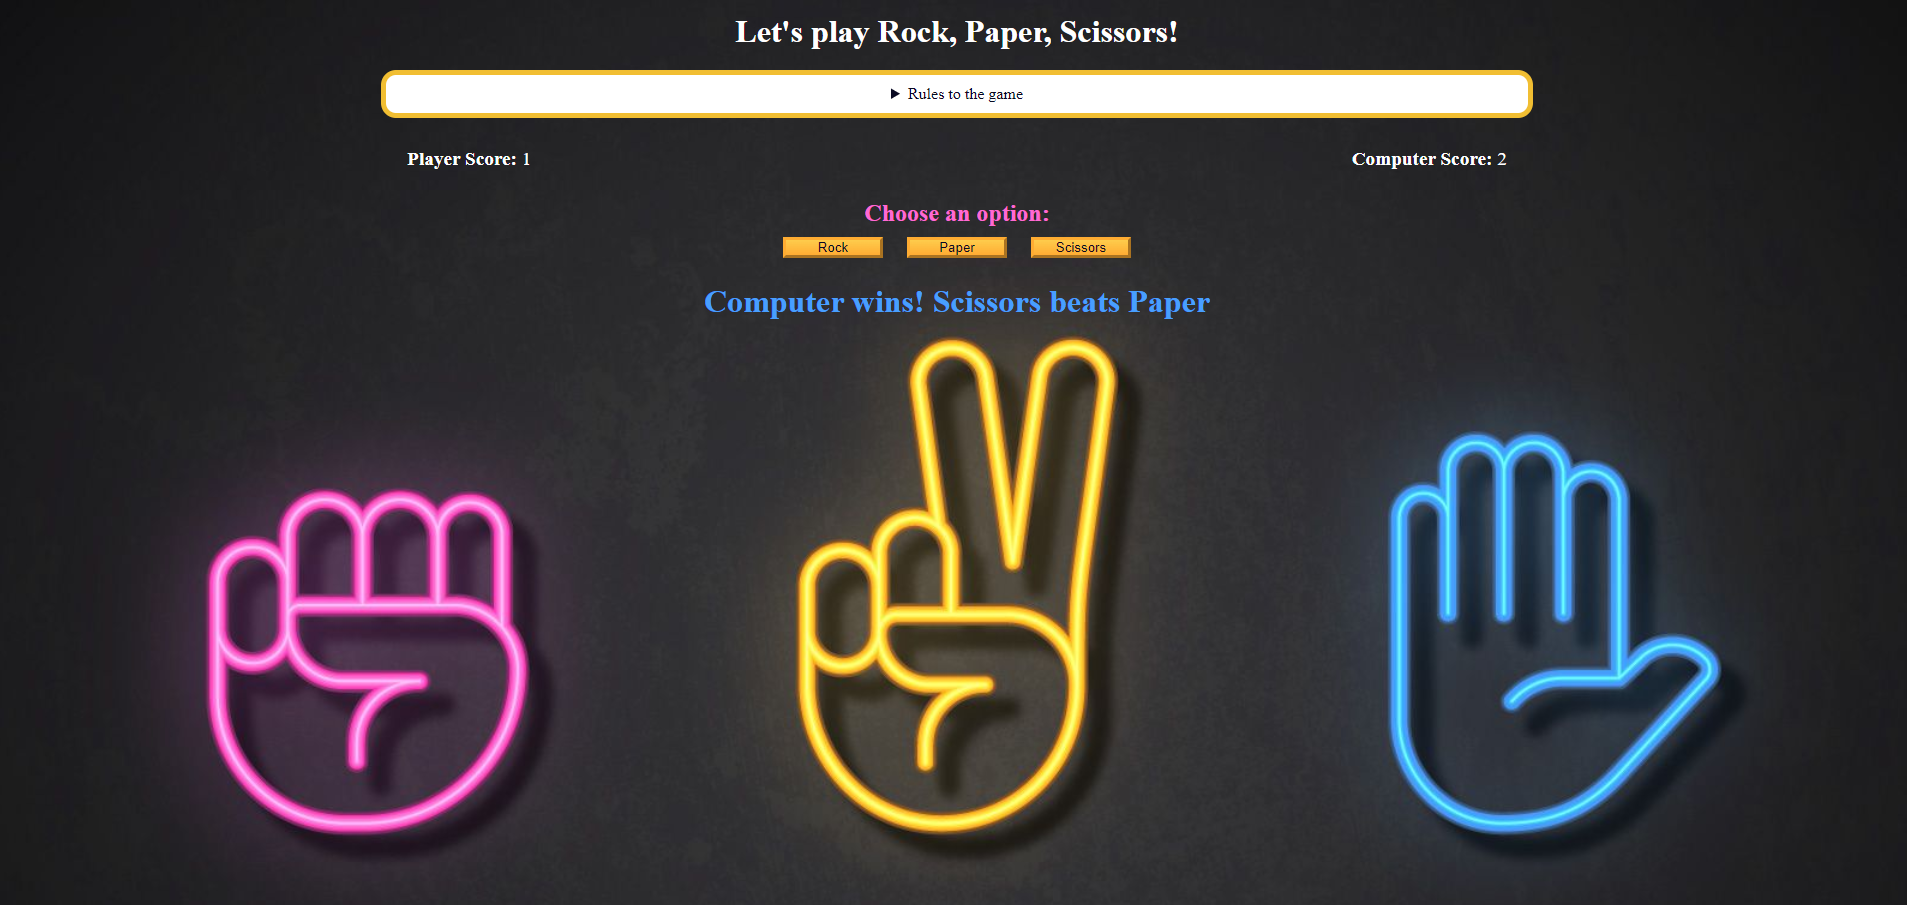 Let's play Rock, Paper, Scissors!
Rules to the game
Player Score: 1
Computer Score: 2
Choose an option:
Rock
Paper
Scissors
Computer wins! Scissors beats Paper